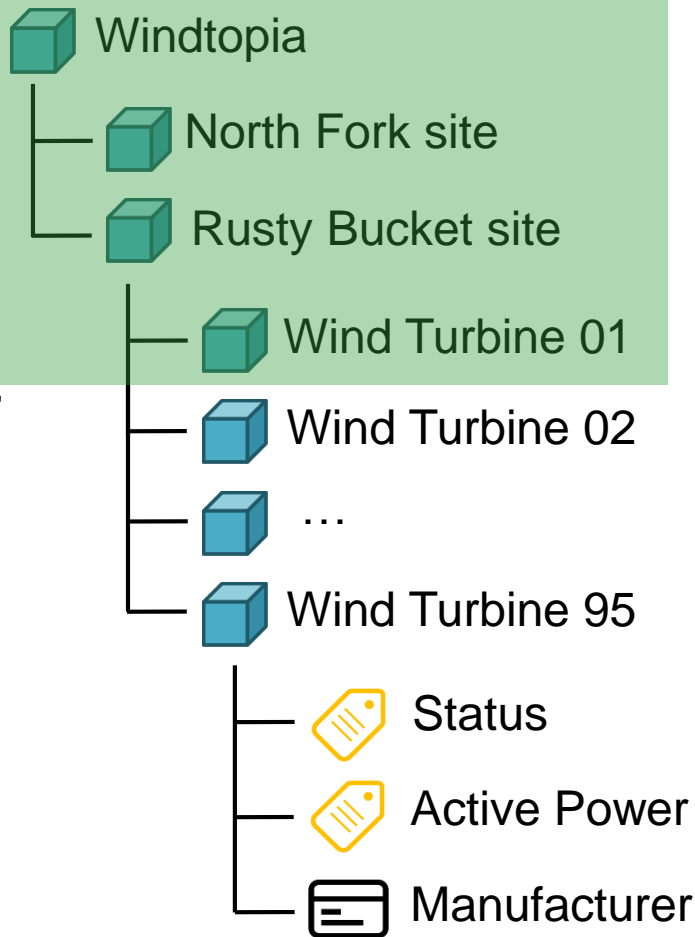 Windtopia
North Fork site
Rusty Bucket site
Wind Turbine 01
Wind Turbine 02
…
Wind Turbine 95
Status
Active Power
Manufacturer